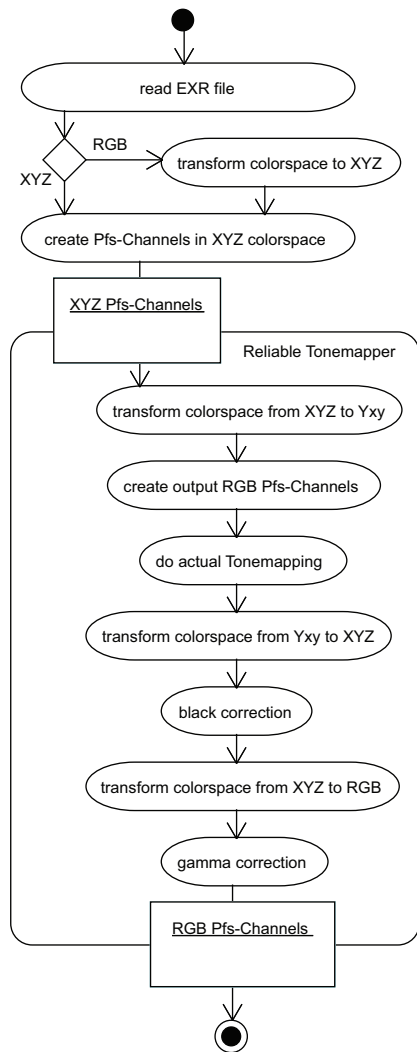 read EXR file
RGB
transform colorspace to XYZ
XYZ
create Pfs-Channels in XYZ colorspace
XYZ Pfs-Channels
Reliable Tonemapper
transform colorspace from XYZ to Yxy
create output RGB Pfs-Channels
do actual Tonemapping
transform colorspace from Yxy to XYZ
black correction
transform colorspace from XYZ to RGB
gamma correction
RGB Pfs-Channels